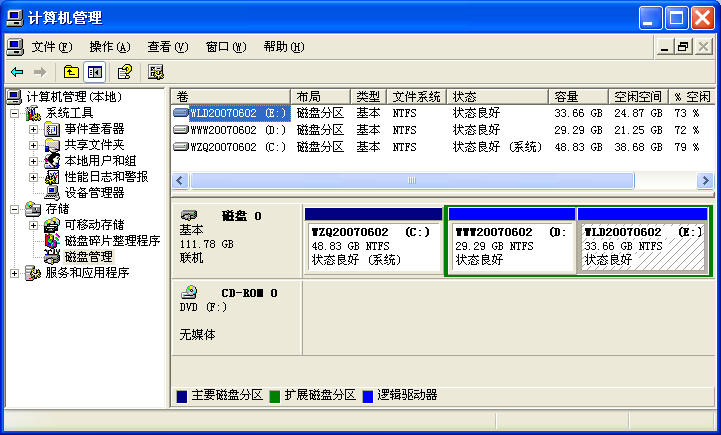 计算机管理
文件(F) 操作(A) 查看(V) 窗口(W) 帮助(H)
计算机管理(本地)
系统工具
事件查看器
共享文件夹
本地用户和组
性能日志和警报
设备管理器
存储
可移动存储
磁盘碎片整理程序
磁盘管理
服务和应用程序
卷 布局 类型 文件系统 状态 容量 空闲空间 % 空闲
WLD20070602 (E:) 磁盘分区 基本 NTFS 状态良好 33.66 GB 24.87 GB 73 %
WWW20070602 (D:) 磁盘分区 基本 NTFS 状态良好 29.29 GB 21.25 GB 72 %
WZQ20070602 (C:) 磁盘分区 基本 NTFS 状态良好 (系统) 48.83 GB 38.68 GB 79 %
磁盘 0
基本
111.78 GB
联机
WZQ20070602 (C:)
48.83 GB NTFS
状态良好 (系统)
WWW20070602 (D:
29.29 GB NTFS
状态良好
WLD20070602 (E:)
33.66 GB NTFS
状态良好
CD-ROM 0
DVD (F:)
无媒体
主要磁盘分区 扩展磁盘分区 逻辑驱动器